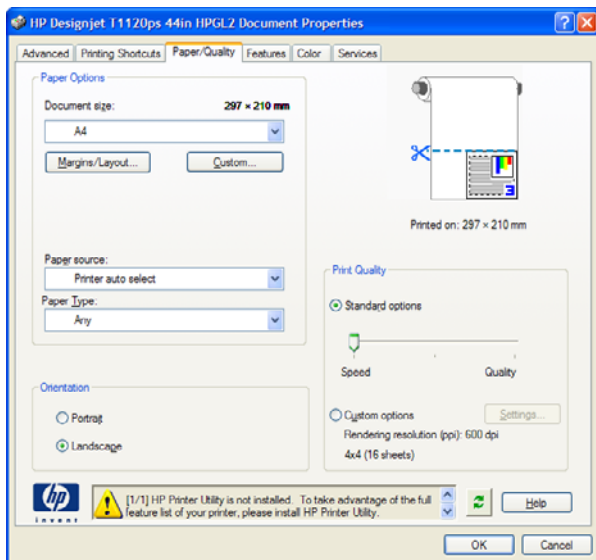 HP Designjet T1120ps 44in HPGL2 Document Properties
Advanced Printing Shortcuts Paper/Quality Features Color Services
Paper Options
Document size: 297 × 210 mm
A4
Margins/Layout... Custom...
Paper source:
Printer auto select
Paper Type:
Any
Printed on: 297 × 210 mm
Print Quality
Standard options
Speed Quality
Custom options Settings...
Rendering resolution (ppi): 600 dpi
4x4 (16 sheets)
Orientation
Portrait
Landscape
hp
invent
[1/1] HP Printer Utility is not installed. To take advantage of the full
feature list of your printer, please install HP Printer Utility.
Help
OK Cancel
3